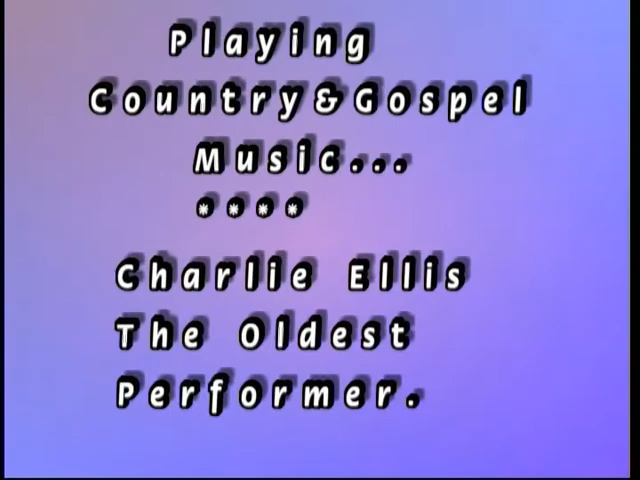 Playing
Country&Gospel
Music...
****
Charlie Ellis
The Oldest
Performer.